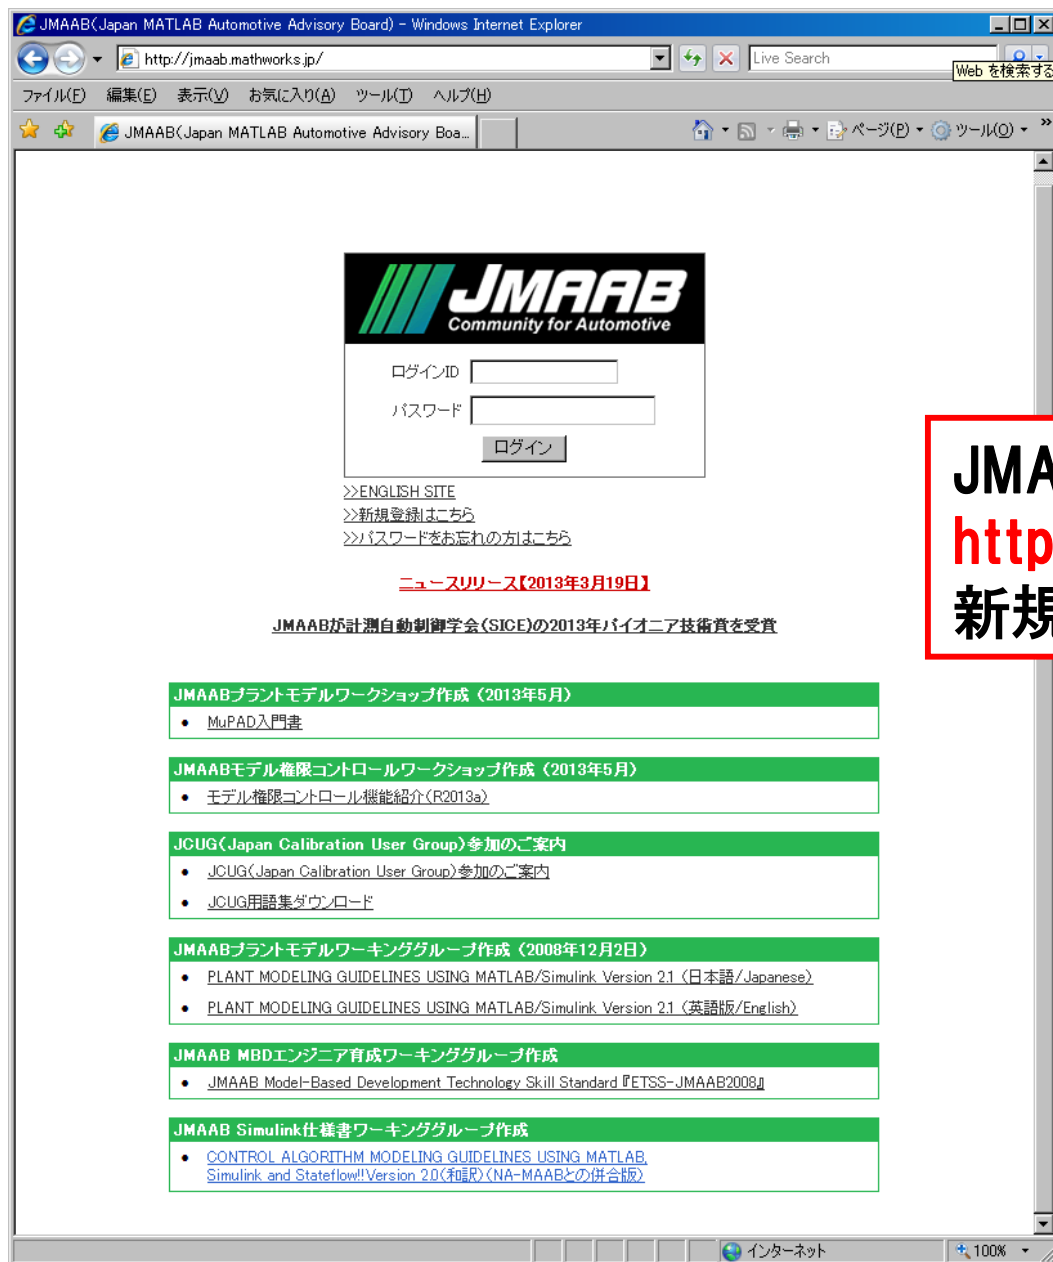 JMAAB(Japan MATLAB Automotive Advisory Board) - Windows Internet Explorer
http://jmaab.mathworks.jp/
Live Search
Web を検索する
ファイル(F) 編集(E) 表示(V) お気に入り(A) ツール(T) ヘルプ(H)
JMAAB(Japan MATLAB Automotive Advisory Boa...
ページ(P)
ツール(O)
JMAAB
Community for Automotive
ログインID
パスワード
ログイン
>>ENGLISH SITE
>>新規登録はこちら
>>パスワードをお忘れの方はこちら
JMA
http
新規
ニュースリリース【2013年3月19日】
JMAABが計測自動制御学会(SICE)の2013年パイオニア技術賞を受賞
JMAABプラントモデルワークショップ作成（2013年5月）
• MuPAD入門書
JMAABモデル権限コントロールワークショップ作成（2013年5月）
• モデル権限コントロール機能紹介(R2013a)
JCUG(Japan Calibration User Group)参加のご案内
• JCUG(Japan Calibration User Group)参加のご案内
• JCUG用語集ダウンロード
JMAABプラントモデルワーキンググループ作成（2008年12月2日）
• PLANT MODELING GUIDELINES USING MATLAB/Simulink Version 2.1 （日本語/Japanese）
• PLANT MODELING GUIDELINES USING MATLAB/Simulink Version 2.1 （英語版/English）
JMAAB MBDエンジニア育成ワーキンググループ作成
• JMAAB Model-Based Development Technology Skill Standard『ETSS-JMAAB2008』
JMAAB Simulink仕様書ワーキンググループ作成
• CONTROL ALGORITHM MODELING GUIDELINES USING MATLAB,
Simulink and Stateflow!!Version 2.0(和訳)(NA-MAABとの併合版)
インターネット
100%